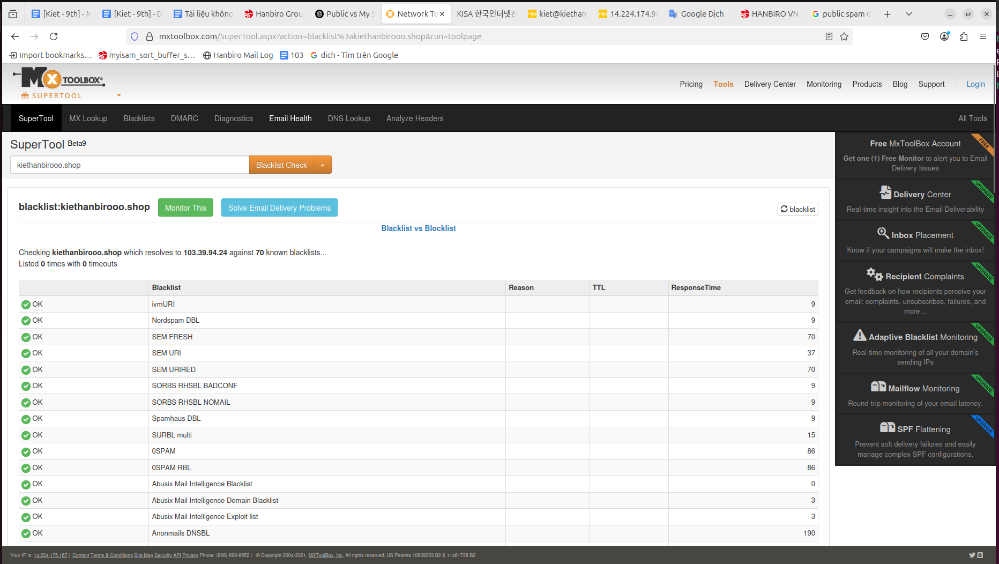 [Kiet - 9th] - M
[Kiet - 9th] - D
Tài liệu không
Hanbiro Grou
Public vs My S
Network To
KISA 한국인터넷진
kiet@kiethanl
14.224.174.98
Google Dịch
HANBIRO VN
public spam d
mxtoolbox.com/SuperTool.aspx?action=blacklist%3akiethanbirooo.shop&run=toolpage
Import bookmarks...
myisam_sort_buffer_s...
Hanbiro Mail Log
103
dich - Tìm trên Google
MX TOOLBOX®
SUPERTOOL
Pricing
Tools
Delivery Center
Monitoring
Products
Blog
Support
Login
SuperTool
MX Lookup
Blacklists
DMARC
Diagnostics
Email Health
DNS Lookup
Analyze Headers
All Tools
SuperTool Beta9
kiethanbirooo.shop
Blacklist Check
blacklist:kiethanbirooo.shop
Monitor This
Solve Email Delivery Problems
blacklist
Blacklist vs Blocklist
Checking kiethanbirooo.shop which resolves to 103.39.94.24 against 70 known blacklists...
Listed 0 times with 0 timeouts
Blacklist Reason TTL ResponseTime
OK ivmURI 9
OK Nordspam DBL 9
OK SEM FRESH 70
OK SEM URI 37
OK SEM URIRED 70
OK SORBS RHSBL BADCONF 9
OK SORBS RHSBL NOMAIL 9
OK Spamhaus DBL 9
OK SURBL multi 15
OK 0SPAM 86
OK 0SPAM RBL 86
OK Abusix Mail Intelligence Blacklist 0
OK Abusix Mail Intelligence Domain Blacklist 3
OK Abusix Mail Intelligence Exploit list 3
OK Anonmails DNSBL 190
FREE
Free MxToolBox Account
Get one (1) Free Monitor to alert you to Email
Delivery Issues
UPGRADE
Delivery Center
Real-time insight into the Email Deliverability
UPGRADE
Inbox Placement
Know if your campaigns will make the inbox!
UPGRADE
Recipient Complaints
Get feedback on how recipients perceive your
email: complaints, unsubscribes, failures, and
more...
UPGRADE
Adaptive Blacklist Monitoring
Real-time monitoring of all your domain's
sending IPs
UPGRADE
Mailflow Monitoring
Round-trip monitoring of your email latency.
UPGRADE
SPF Flattening
Prevent soft delivery failures and easily
manage complex SPF configurations.
Your IP is: 14.224.175.167 | Contact Terms & Conditions Site Map Security API Privacy Phone: (866)-698-6652 | © Copyright 2004-2021, MXToolBox, Inc, All rights reserved. US Patents 10839353 B2 & 11461738 B2